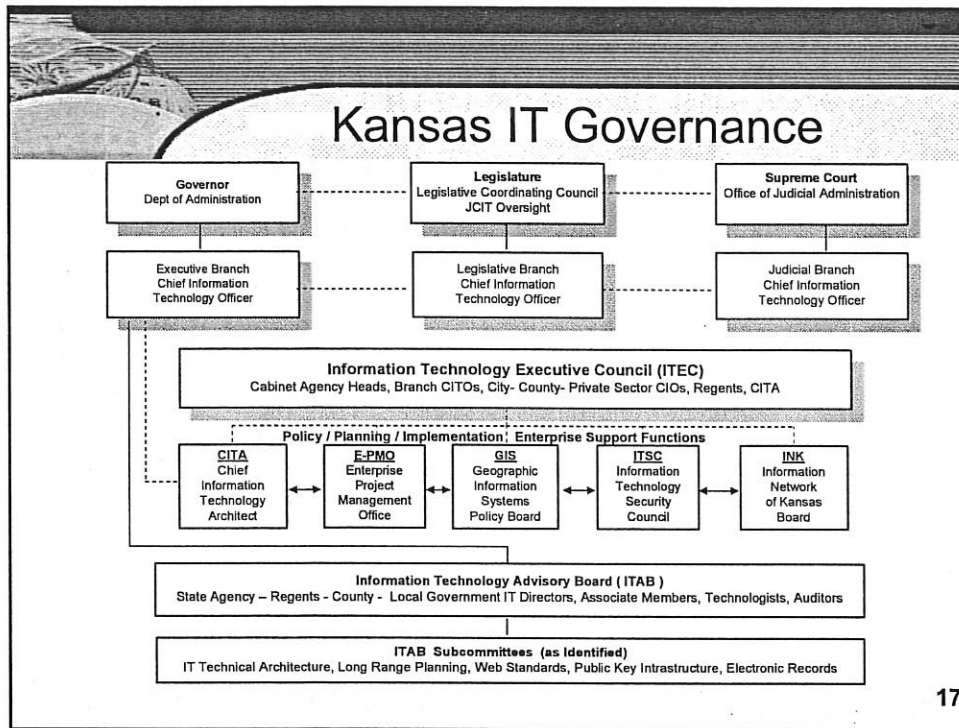 Kansas IT Governance
Governor
Dept of Administration
Legislature
Legislative Coordinating Council
JCIT Oversight
Supreme Court
Office of Judicial Administration
Executive Branch
Chief Information
Technology Officer
Legislative Branch
Chief Information
Technology Officer
Judicial Branch
Chief Information
Technology Officer
Information Technology Executive Council (ITEC)
Cabinet Agency Heads, Branch CITOs, City- County- Private Sector CIOs, Regents, CITA
Policy / Planning / Implementation Enterprise Support Functions
CITA
Chief
Information
Technology
Architect
E-PMO
Enterprise
Project
Management
Office
GIS
Geographic
Information
Systems
Policy Board
ITSC
Information
Technology
Security
Council
INK
Information
Network
of Kansas
Board
Information Technology Advisory Board ( ITAB )
State Agency – Regents - County - Local Government IT Directors, Associate Members, Technologists, Auditors
ITAB Subcommittees (as Identified)
IT Technical Architecture, Long Range Planning, Web Standards, Public Key Intrastructure, Electronic Records
17